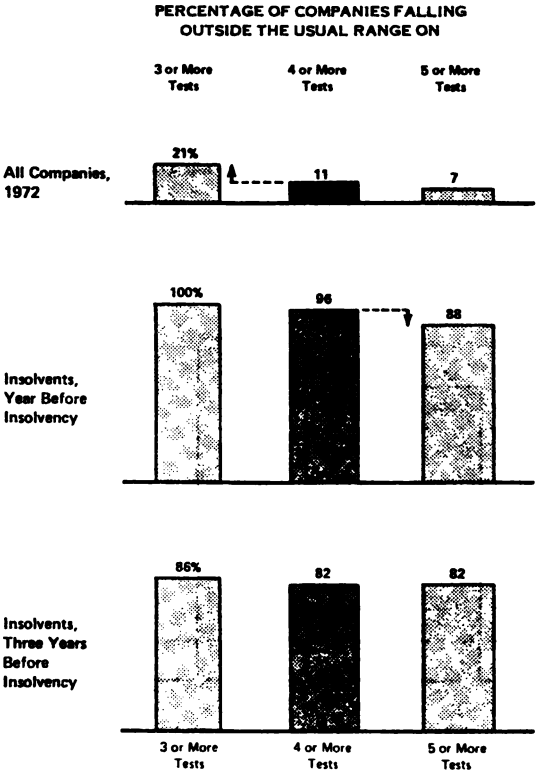 PERCENTAGE OF COMPANIES FALLING
OUTSIDE THE USUAL RANGE ON
3 or More
Tests
4 or More
Tests
5 or More
Tests
All Companies,
1972
21%
11
7
Insolvents,
Year Before
Insolvency
100%
96
88
Insolvents,
Three Years
Before
Insolvency
86%
82
82
3 or More
Tests
4 or More
Tests
5 or More
Tests